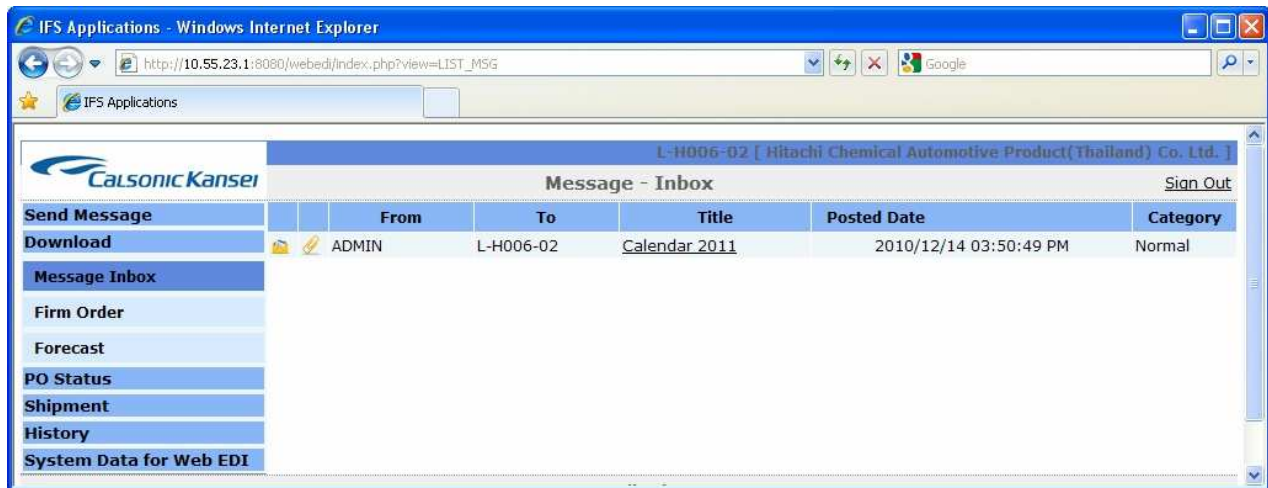 IFS Applications - Windows Internet Explorer
http://10.55.23.1:8080/webedi/index.php?view=LIST_MSG
Google
IFS Applications
L-H006-02 [ Hitachi Chemical Automotive Product(Thailand) Co. Ltd. ]
CALSONIC KANSEI
Message - Inbox
Sign Out
Send Message
From To Title Posted Date Category
Download
ADMIN L-H006-02 Calendar 2011 2010/12/14 03:50:49 PM Normal
Message Inbox
Firm Order
Forecast
PO Status
Shipment
History
System Data for Web EDI